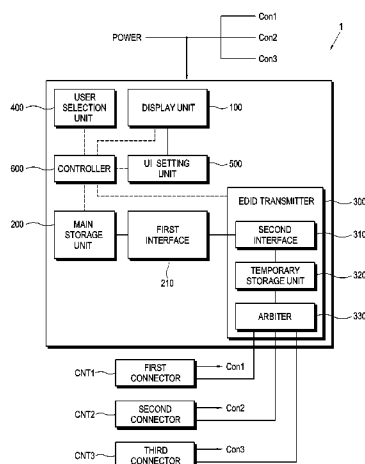 Con1
1
POWER
Con2
Con3
400
USER
SELECTION
UNIT
DISPLAY UNIT
100
600
CONTROLLER
UI SETTING
UNIT
500
EDID TRANSMITTER
300
200
MAIN
STORAGE
UNIT
FIRST
INTERFACE
SECOND
INTERFACE
310
210
TEMPORARY
STORAGE UNIT
320
ARBITER
330
CNT1
FIRST
CONNECTOR
Con1
CNT2
SECOND
CONNECTOR
Con2
CNT3
THIRD
CONNECTOR
Con3